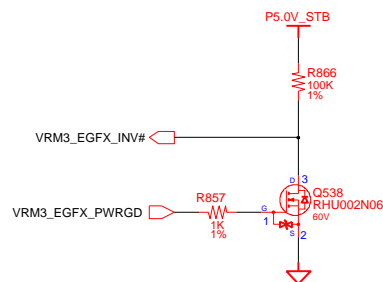 P5.0V_STB
R866
100K
1%
VRM3_EGFX_INV#
D
3
Q538
RHU002N06
60V
R857
G
VRM3_EGFX_PWRGD
1
1K
1%
S
2